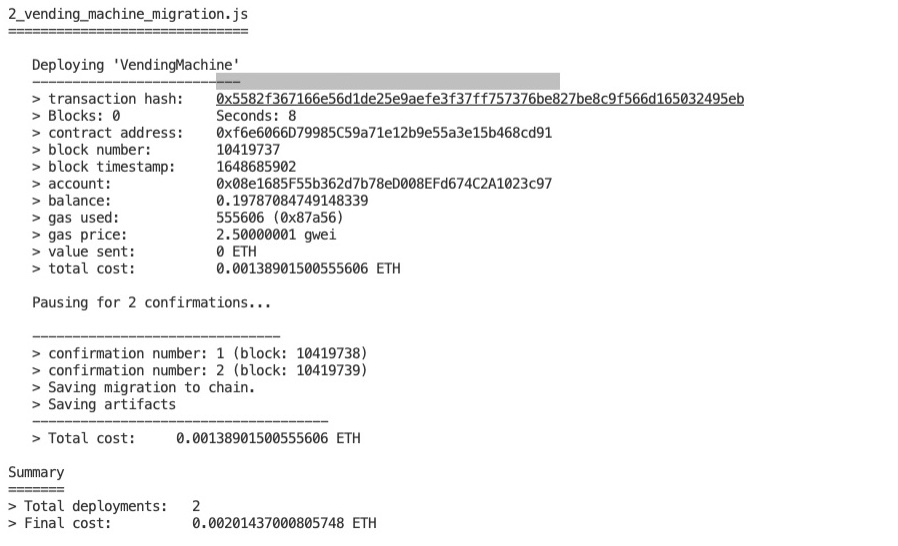 2_vending_machine_migration.js
==============================
Deploying 'VendingMachine'
--------------------------
> transaction hash: 0x5582f367166e56d1de25e9aefe3f37ff757376be827be8c9f566d165032495eb
> Blocks: 0 Seconds: 8
> contract address: 0xf6e6066D79985C59a71e12b9e55a3e15b468cd91
> block number: 10419737
> block timestamp: 1648685902
> account: 0x08e1685F55b362d7b78eD008EFd674C2A1023c97
> balance: 0.19787084749148339
> gas used: 555606 (0x87a56)
> gas price: 2.50000001 gwei
> value sent: 0 ETH
> total cost: 0.00138901500555606 ETH
Pausing for 2 confirmations...
-------------------------------
> confirmation number: 1 (block: 10419738)
> confirmation number: 2 (block: 10419739)
> Saving migration to chain.
> Saving artifacts
-------------------------------------
> Total cost: 0.00138901500555606 ETH
Summary
=======
> Total deployments: 2
> Final cost: 0.00201437000805748 ETH